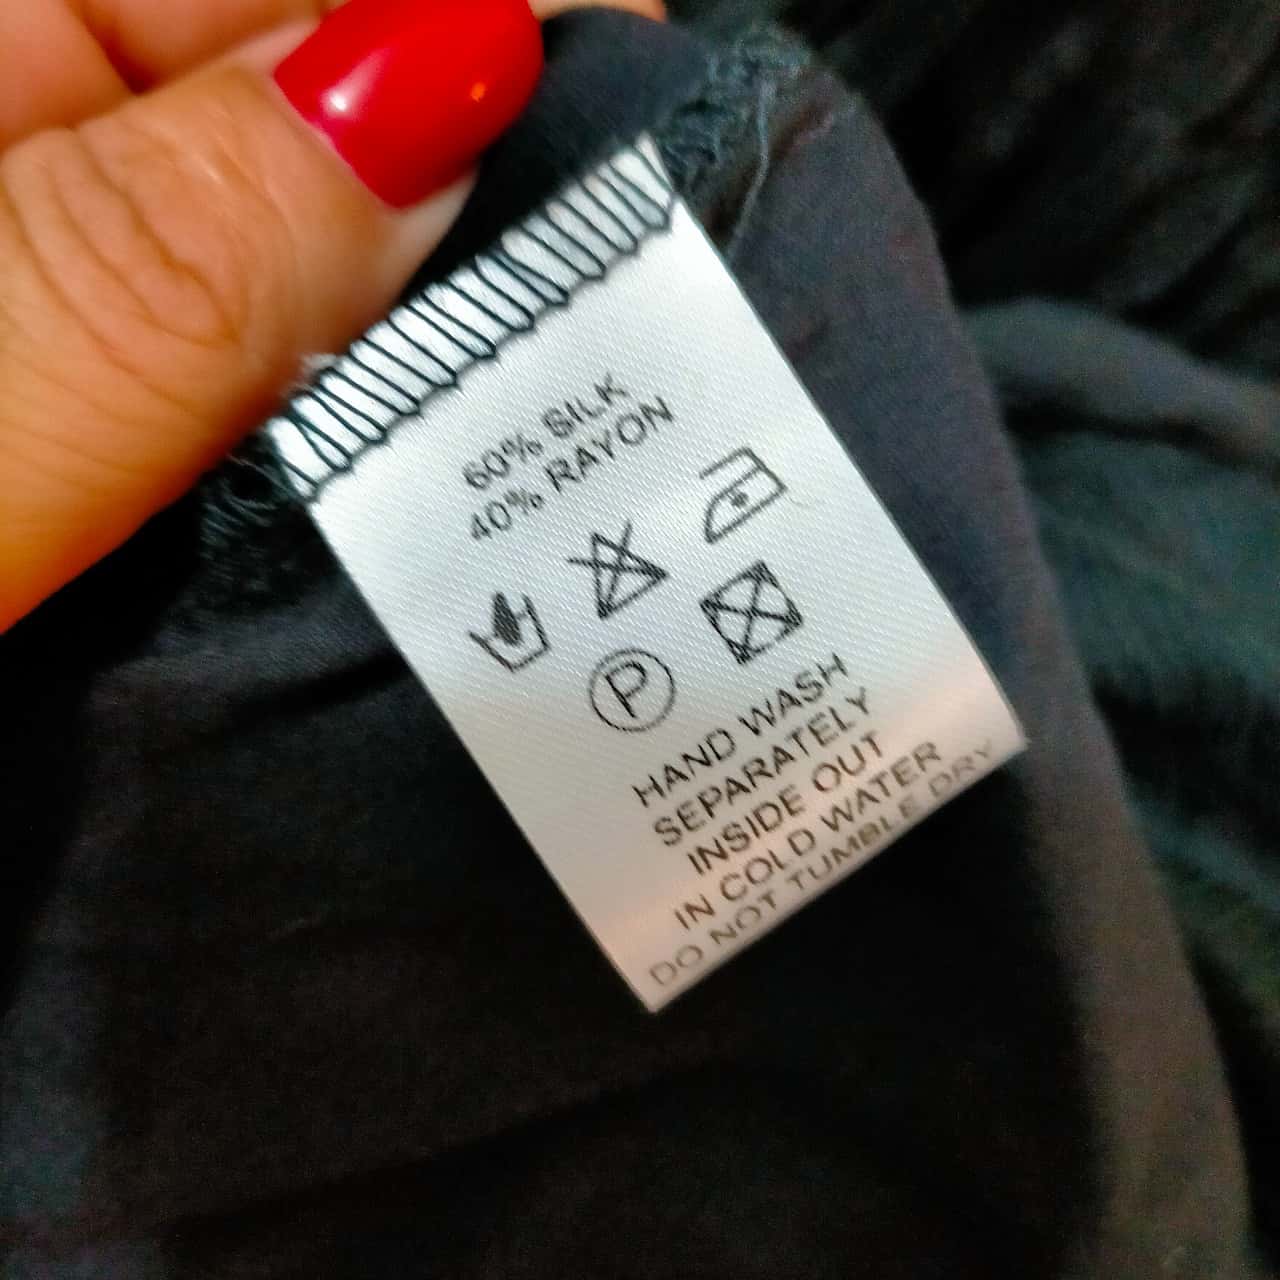 60% SILK
40% RAYON
P
HAND WASH
SEPARATELY
INSIDE OUT
IN COLD WATER
DO NOT TUMBLE DRY